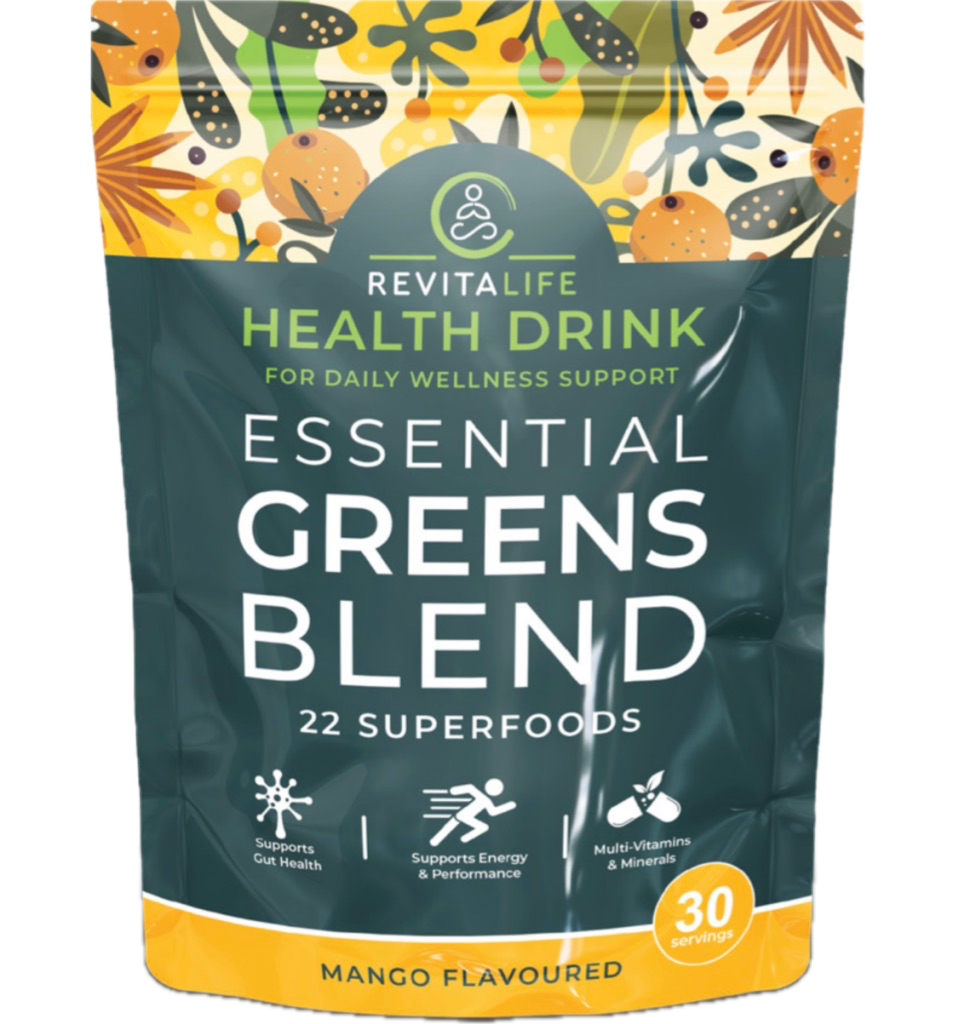 REVITALIFE
HEALTH DRINK
FOR DAILY WELLNESS SUPPORT
ESSENTIAL
GREENS
BLEND
22 SUPERFOODS
Supports
Gut Health
Supports Energy
& Performance
Multi-Vitamins
& Minerals
30
servings
MANGO FLAVOURED